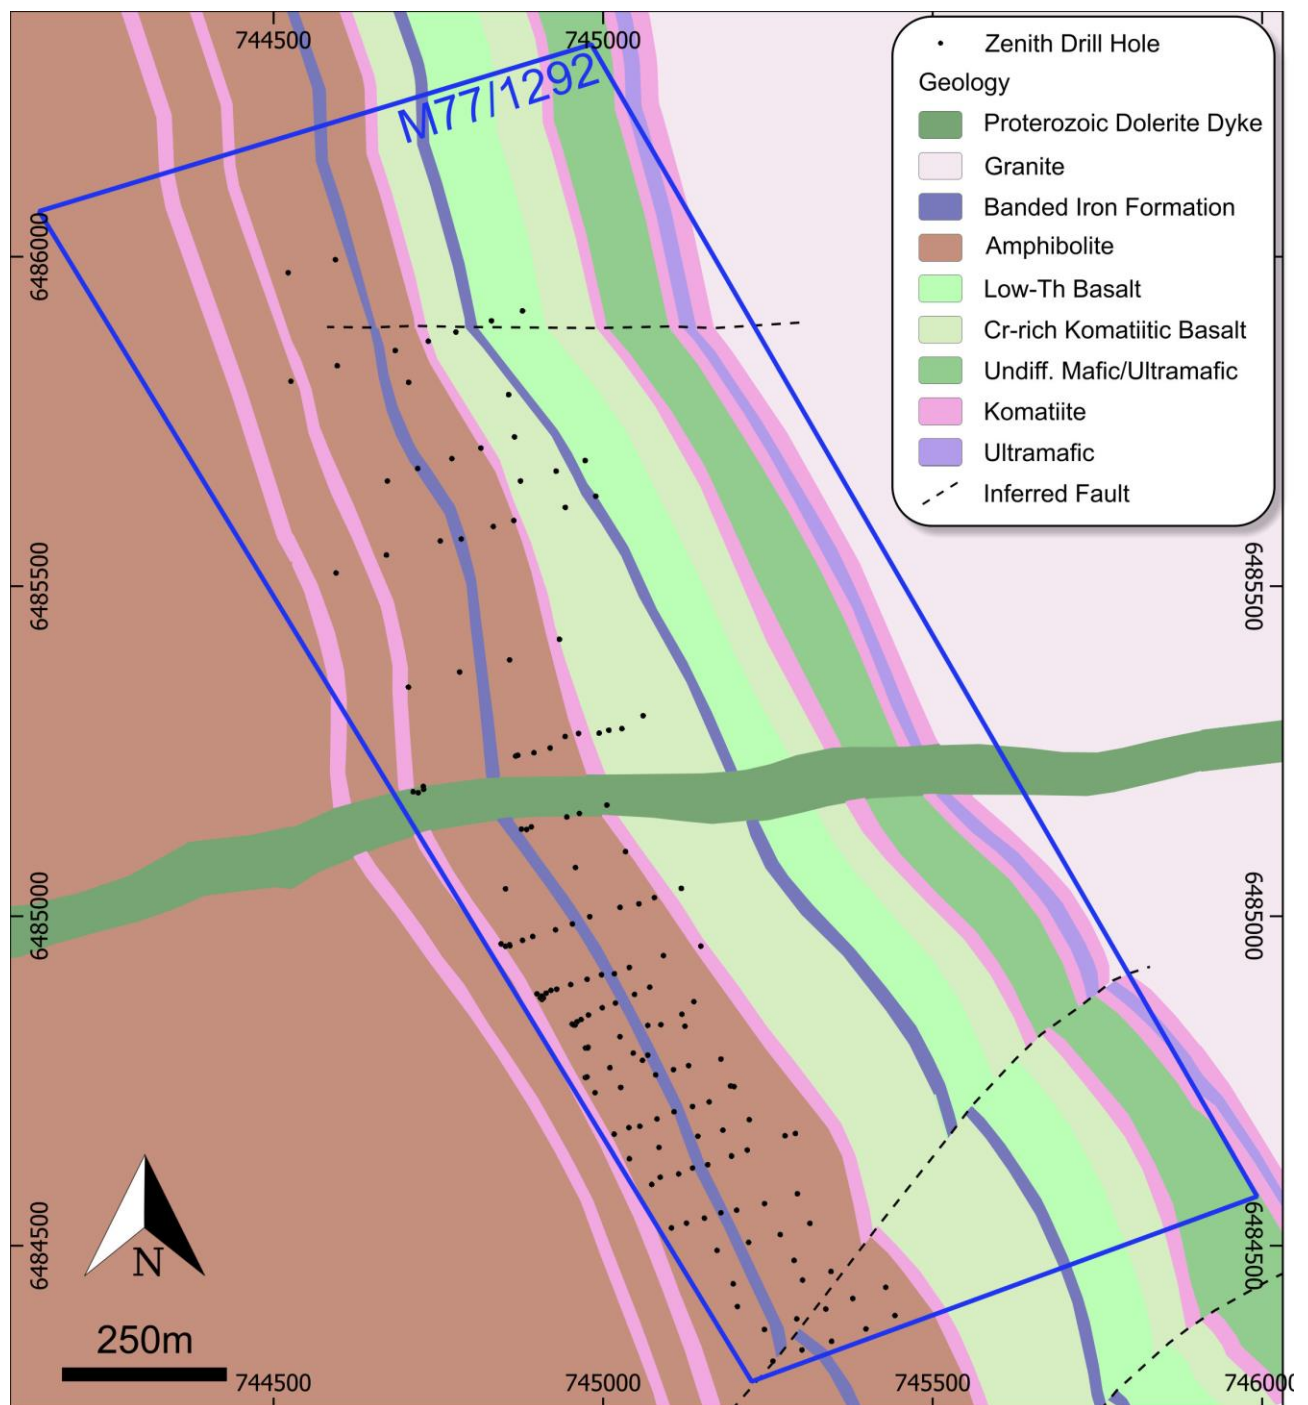 744500
745000
M77/1292
Zenith Drill Hole
Geology
Proterozoic Dolerite Dyke
Granite
Banded Iron Formation
Amphibolite
Low-Th Basalt
Cr-rich Komatiitic Basalt
Undiff. Mafic/Ultramafic
Komatiite
Ultramafic
Inferred Fault
6486000
6485500
6485500
6485000
6485000
6484500
6484500
N
250m
744500
745000
745500
746000